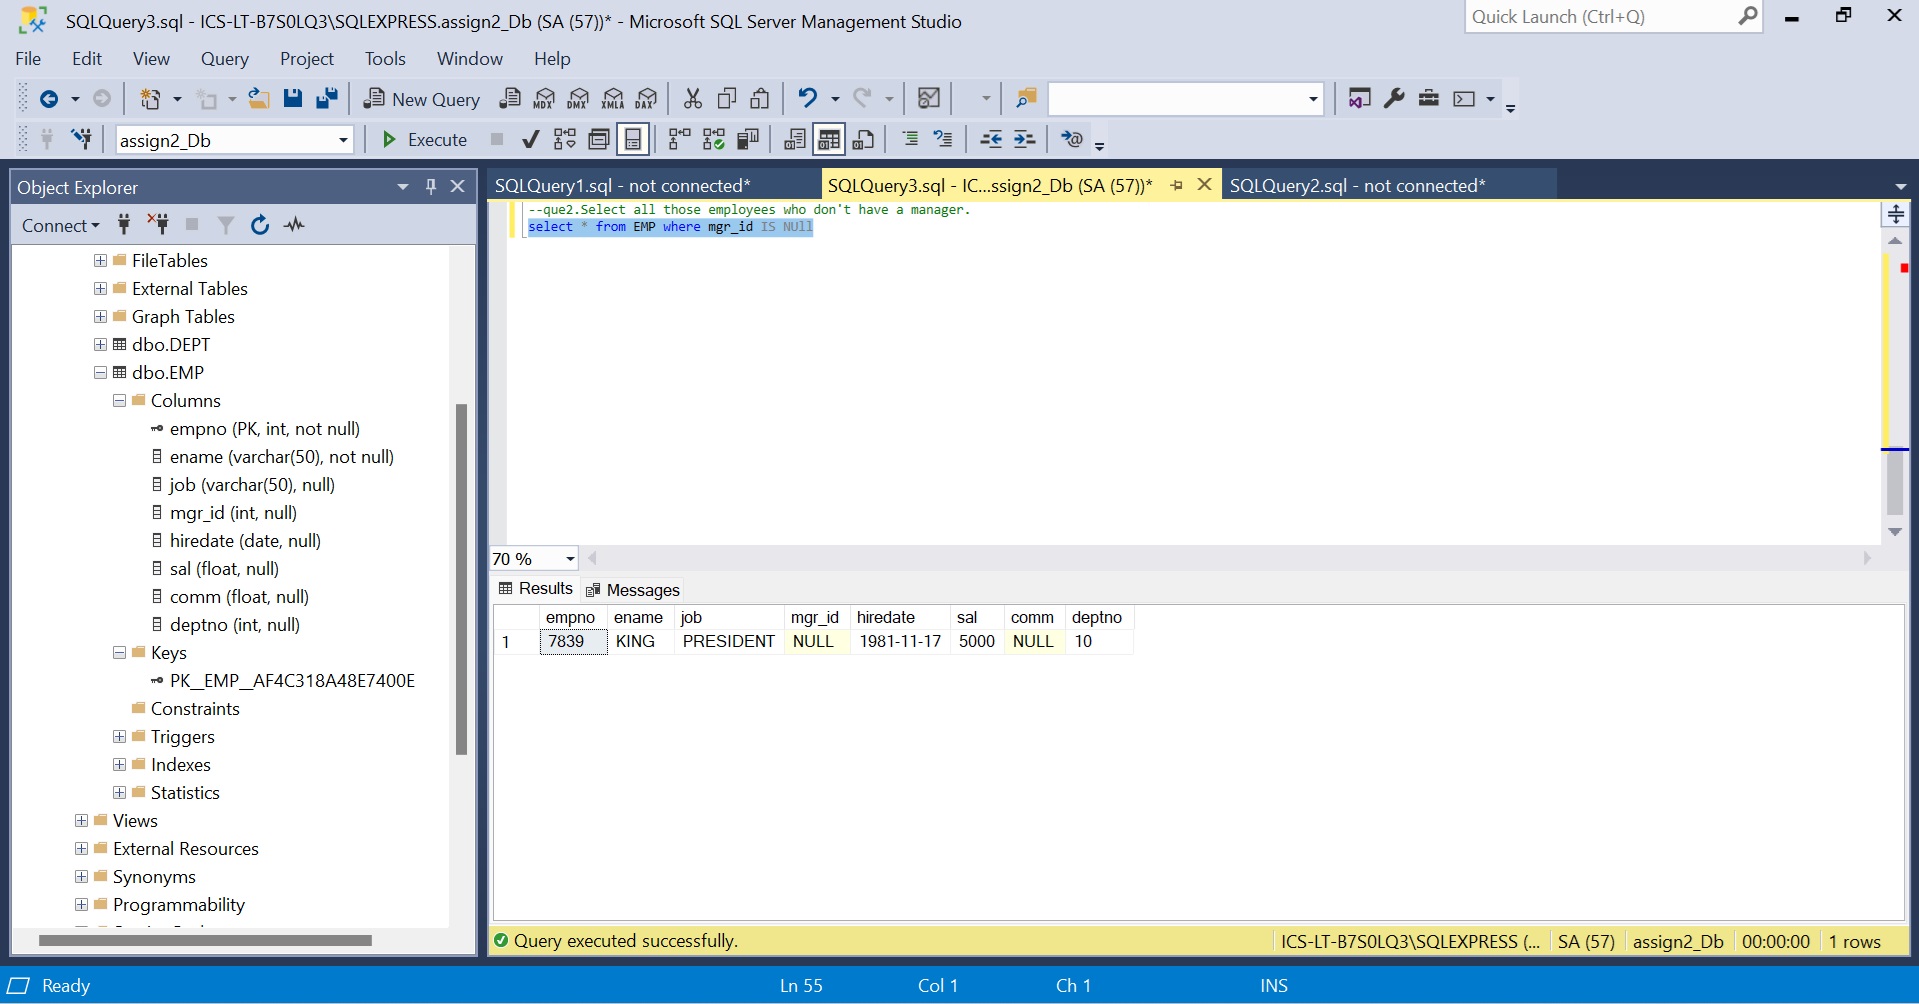 SQLQuery3.sql - ICS-LT-B7S0LQ3\SQLEXPRESS.assign2_Db (SA (57))* - Microsoft SQL Server Management Studio
Quick Launch (Ctrl+Q)
File Edit View Query Project Tools Window Help
New Query MDX DMX XMLA DAX
assign2_Db Execute
Object Explorer
Connect
FileTables
External Tables
Graph Tables
dbo.DEPT
dbo.EMP
Columns
empno (PK, int, not null)
ename (varchar(50), not null)
job (varchar(50), null)
mgr_id (int, null)
hiredate (date, null)
sal (float, null)
comm (float, null)
deptno (int, null)
Keys
PK__EMP__AF4C318A48E7400E
Constraints
Triggers
Indexes
Statistics
Views
External Resources
Synonyms
Programmability
SQLQuery1.sql - not connected* SQLQuery3.sql - IC...ssign2_Db (SA (57))* SQLQuery2.sql - not connected*
--que2.Select all those employees who don't have a manager.
select * from EMP where mgr_id IS NUll
70 %
Results Messages
empno ename job mgr_id hiredate sal comm deptno
1 7839 KING PRESIDENT NULL 1981-11-17 5000 NULL 10
Query executed successfully. ICS-LT-B7S0LQ3\SQLEXPRESS (... SA (57) assign2_Db 00:00:00 1 rows
Ready Ln 55 Col 1 Ch 1 INS